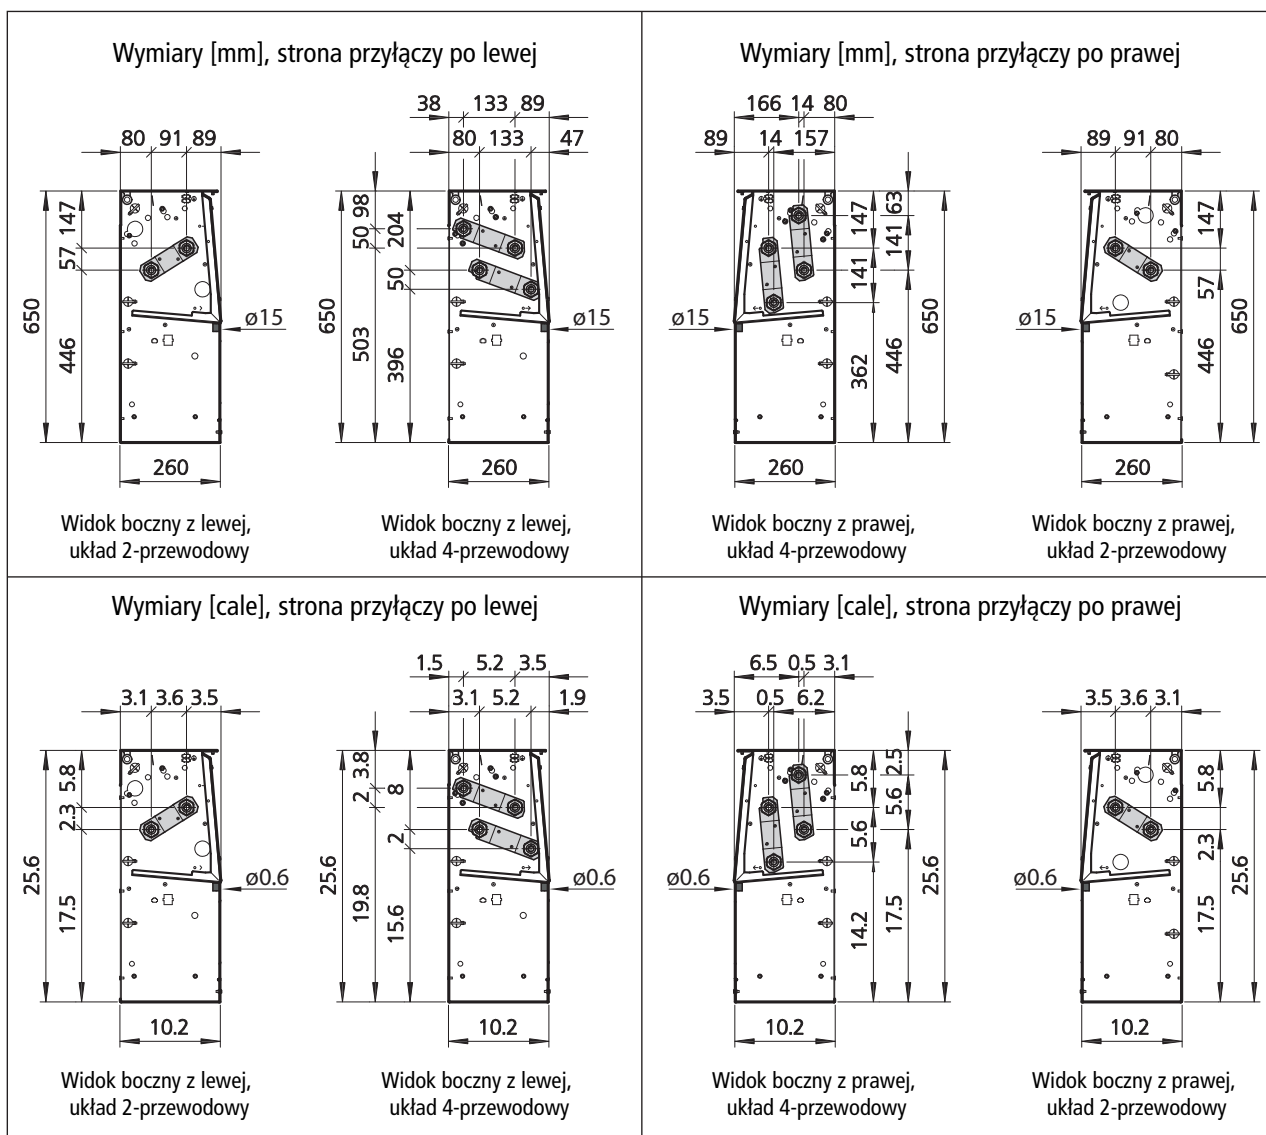 Wymiary [mm], strona przyłączy po lewej
38 133 89
80 91 89
80 133 47
147
57
446
650
98
50
503
204
50
396
650
ø15
ø15
260
260
Widok boczny z lewej,
układ 2-przewodowy
Widok boczny z lewej,
układ 4-przewodowy
Wymiary [mm], strona przyłączy po prawej
166 14 80
89 14 157
89 91 80
147
141
362
63
141
446
650
147
57
446
650
ø15
ø15
260
260
Widok boczny z prawej,
układ 4-przewodowy
Widok boczny z prawej,
układ 2-przewodowy
Wymiary [cale], strona przyłączy po lewej
1.5 5.2 3.5
3.1 3.6 3.5
3.1 5.2 1.9
5.8
2.3
17.5
25.6
3.8
2
19.8
8
2
15.6
25.6
ø0.6
ø0.6
10.2
10.2
Widok boczny z lewej,
układ 2-przewodowy
Widok boczny z lewej,
układ 4-przewodowy
Wymiary [cale], strona przyłączy po prawej
6.5 0.5 3.1
3.5 0.5 6.2
3.5 3.6 3.1
5.8
5.6
14.2
2.5
5.6
17.5
25.6
5.8
2.3
17.5
25.6
ø0.6
ø0.6
10.2
10.2
Widok boczny z prawej,
układ 4-przewodowy
Widok boczny z prawej,
układ 2-przewodowy